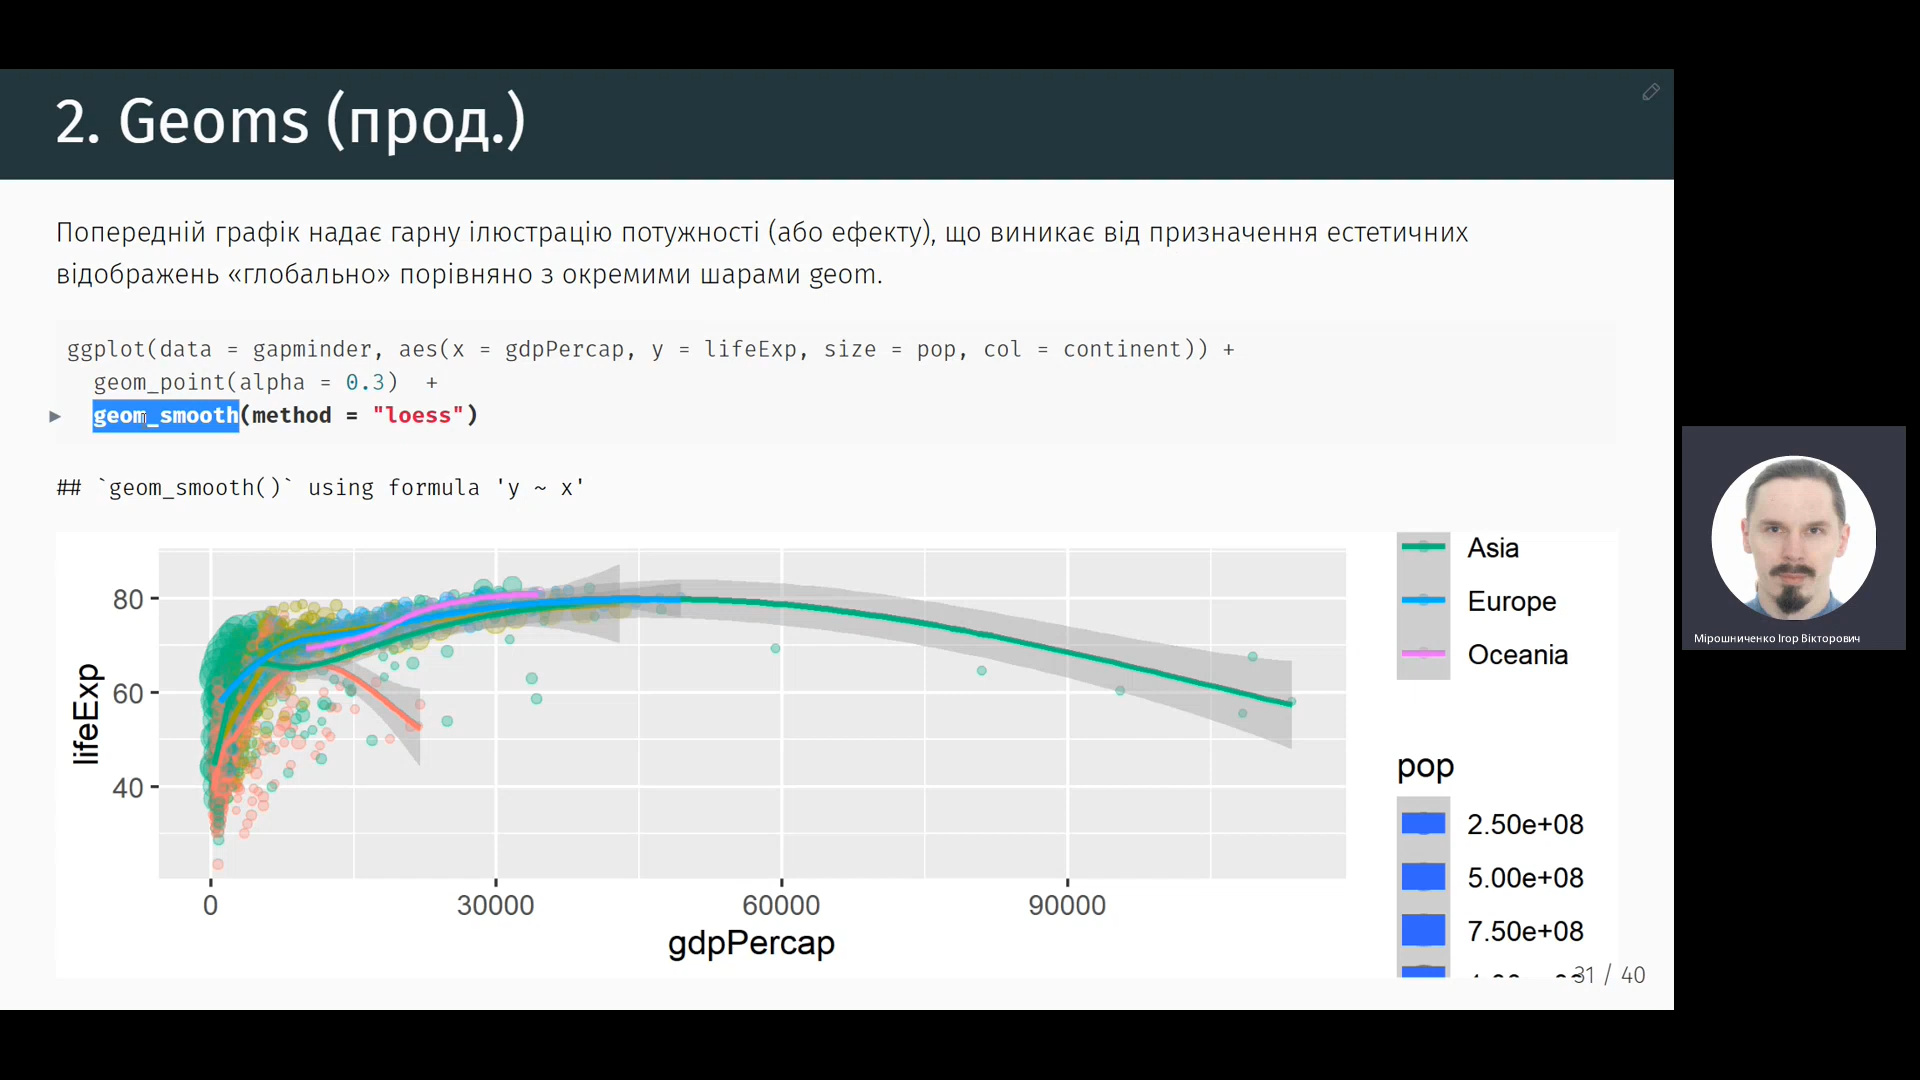 2. Geoms (прод.)
Попередній графік надає гарну ілюстрацію потужності (або ефекту), що виникає від призначення естетичних
відображень «глобально» порівняно з окремими шарами geom.
ggplot(data = gapminder, aes(x = gdpPercap, y = lifeExp, size = pop, col = continent)) +
geom_point(alpha = 0.3) +
geom_smooth(method = "loess")
## `geom_smooth()` using formula 'y ~ x'
80
60
40
lifeExp
0
30000
60000
90000
gdpPercap
Asia
Europe
Oceania
pop
2.50e+08
5.00e+08
7.50e+08
31 / 40
Мірошниченко Ігор Вікторович